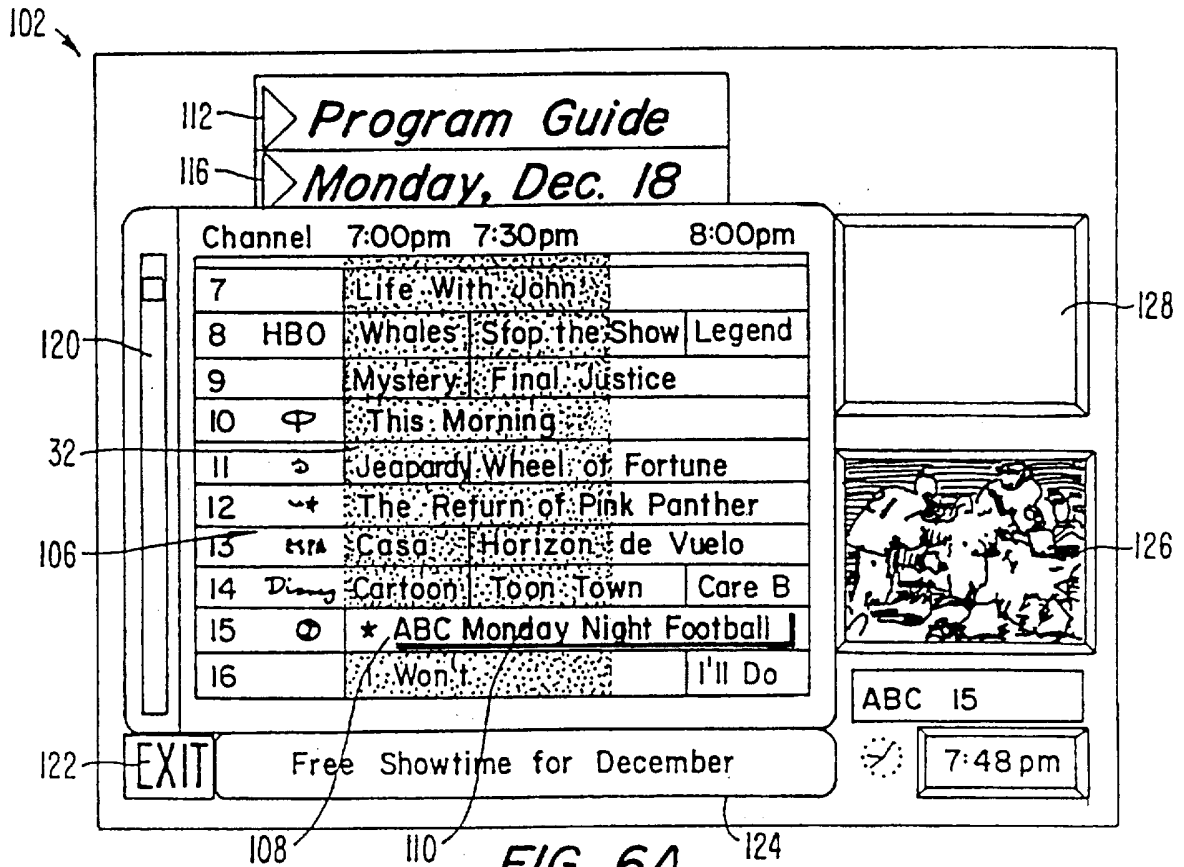 102
112 Program Guide
116 Monday, Dec. 18
Channel 7:00pm 7:30pm 8:00pm
7 Life With John
8 HBO Whales Stop the Show Legend
128
120
9 Mystery Final Justice
10 This Morning
32
11 Jeapardy Wheel of Fortune
12 The Return of Pink Panther
106
13 Casa Horizon de Vuelo
126
14 Disney Cartoon Toon Town Care B
15 ★ ABC Monday Night Football
16 I Won't I'll Do
ABC 15
122 EXIT Free Showtime for December
7:48 pm
108 110 124
FIG. 6A